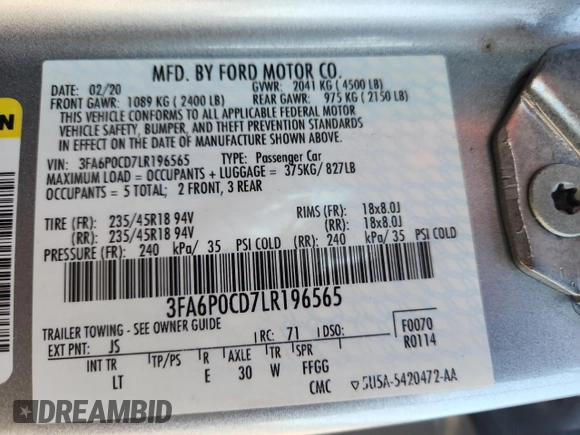 MFD. BY FORD MOTOR CO.
DATE: 02/20 GVWR: 2041 KG ( 4500 LB)
FRONT GAWR: 1089 KG ( 2400 LB) REAR GAWR: 975 KG ( 2150 LB)
THIS VEHICLE CONFORMS TO ALL APPLICABLE FEDERAL MOTOR
VEHICLE SAFETY, BUMPER, AND THEFT PREVENTION STANDARDS
IN EFFECT ON THE DATE OF MANUFACTURE SHOWN ABOVE.
VIN: 3FA6P0CD7LR196565 TYPE: Passenger Car
MAXIMUM LOAD = OCCUPANTS + LUGGAGE = 375KG/ 827LB
OCCUPANTS = 5 TOTAL; 2 FRONT, 3 REAR
TIRE (FR): 235/45R18 94V RIMS (FR): 18x8.0J
(RR): 235/45R18 94V (RR): 18x8.0J
PRESSURE (FR): 240 kPa/ 35 PSI COLD (RR): 240 kPa/ 35 PSI COLD
3FA6P0CD7LR196565
TRAILER TOWING - SEE OWNER GUIDE
EXT PNT: JS RC: 71 DSO: F0070
INT TR TP/PS R AXLE TR SPR R0114
LT E 30 W FFGG
CMC 5U5A-5420472-AA
DREAMBID